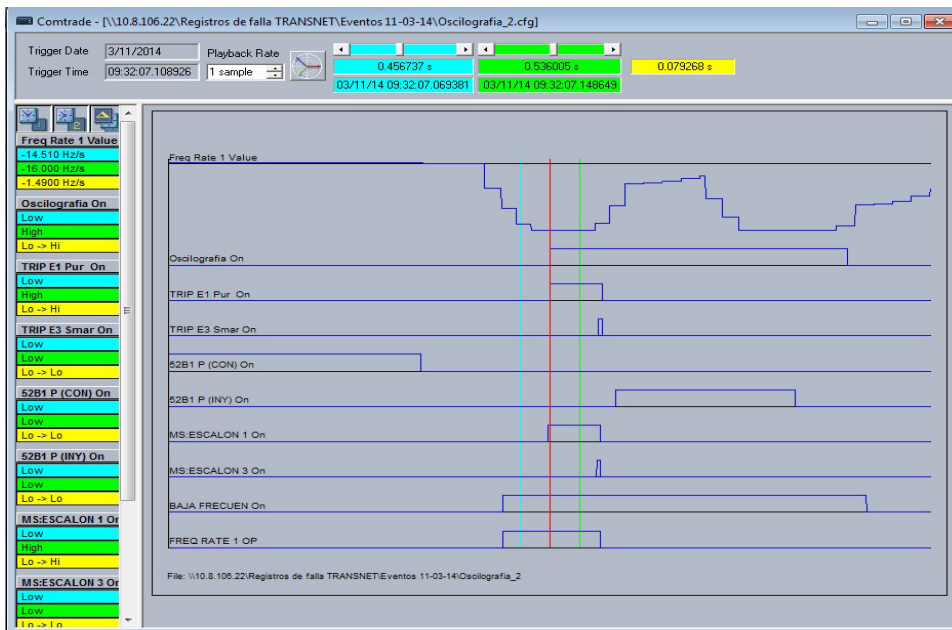 Comtrade - [\\10.8.106.22\Registros de falla TRANSNET\Eventos 11-03-14\Oscilografia_2.cfg]
Trigger Date 3/11/2014 Playback Rate
0.456737 s 0.536005 s 0.079268 s
Trigger Time 09:32:07.108926 1 sample
03/11/14 09:32:07.069381 03/11/14 09:32:07.148649
Freq Rate 1 Value
-14.510 Hz/s
-16.000 Hz/s
-1.4900 Hz/s
Oscilografia On
Low
High
Lo -> Hi
TRIP E1 Pur On
Low
High
Lo -> Hi
TRIP E3 Smar On
Low
Low
Lo -> Lo
52B1 P (CON) On
Low
Low
Lo -> Lo
52B1 P (INY) On
Low
Low
Lo -> Lo
MS:ESCALON 1 Or
Low
High
Lo -> Hi
MS:ESCALON 3 Or
Low
Low
Lo -> Lo
Freq Rate 1 Value
Oscilografia On
TRIP E1 Pur On
TRIP E3 Smar On
52B1 P (CON) On
52B1 P (INY) On
MS:ESCALON 1 On
MS:ESCALON 3 On
BAJA FRECUEN On
FREQ RATE 1 OP
File: \\10.8.106.22\Registros de falla TRANSNET\Eventos 11-03-14\Oscilografia_2